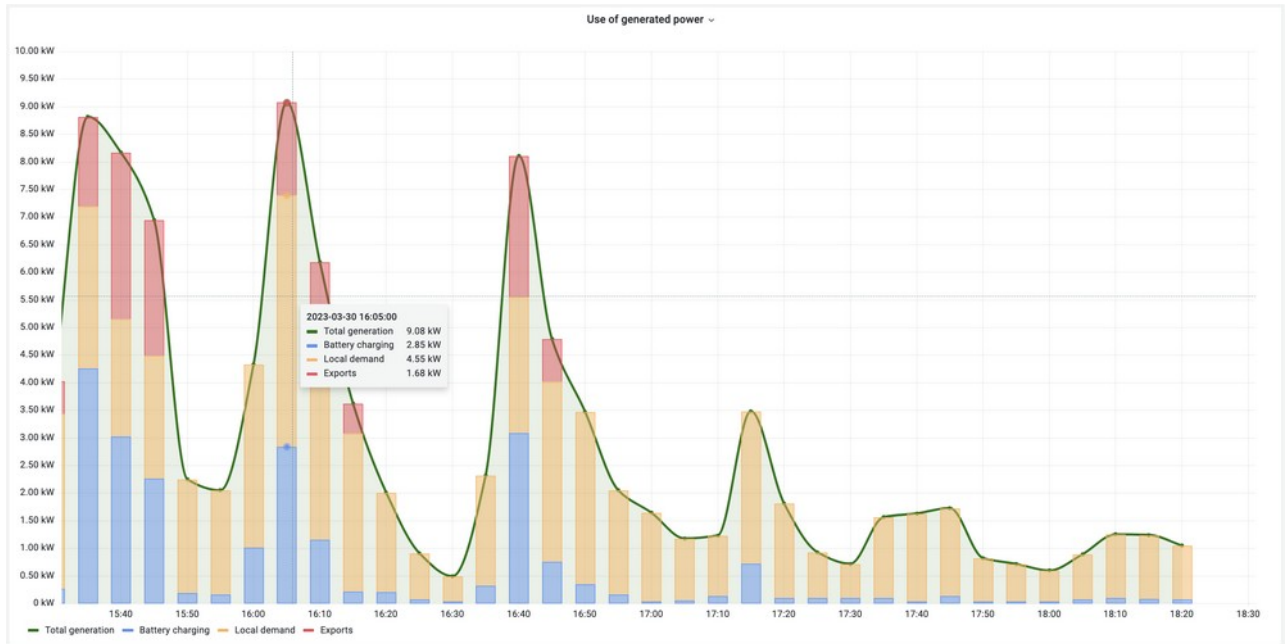 Use of generated power
10.00 kW
9.50 kW
9.00 kW
8.50 kW
8.00 kW
7.50 kW
7.00 kW
6.50 kW
6.00 kW
5.50 kW
5.00 kW
4.50 kW
4.00 kW
3.50 kW
3.00 kW
2.50 kW
2.00 kW
1.50 kW
1.00 kW
0.50 kW
0 kW
2023-03-30 16:05:00
Total generation 9.08 kW
Battery charging 2.85 kW
Local demand 4.55 kW
Exports 1.68 kW
15:40 15:50 16:00 16:10 16:20 16:30 16:40 16:50 17:00 17:10 17:20 17:30 17:40 17:50 18:00 18:10 18:20 18:30
Total generation Battery charging Local demand Exports